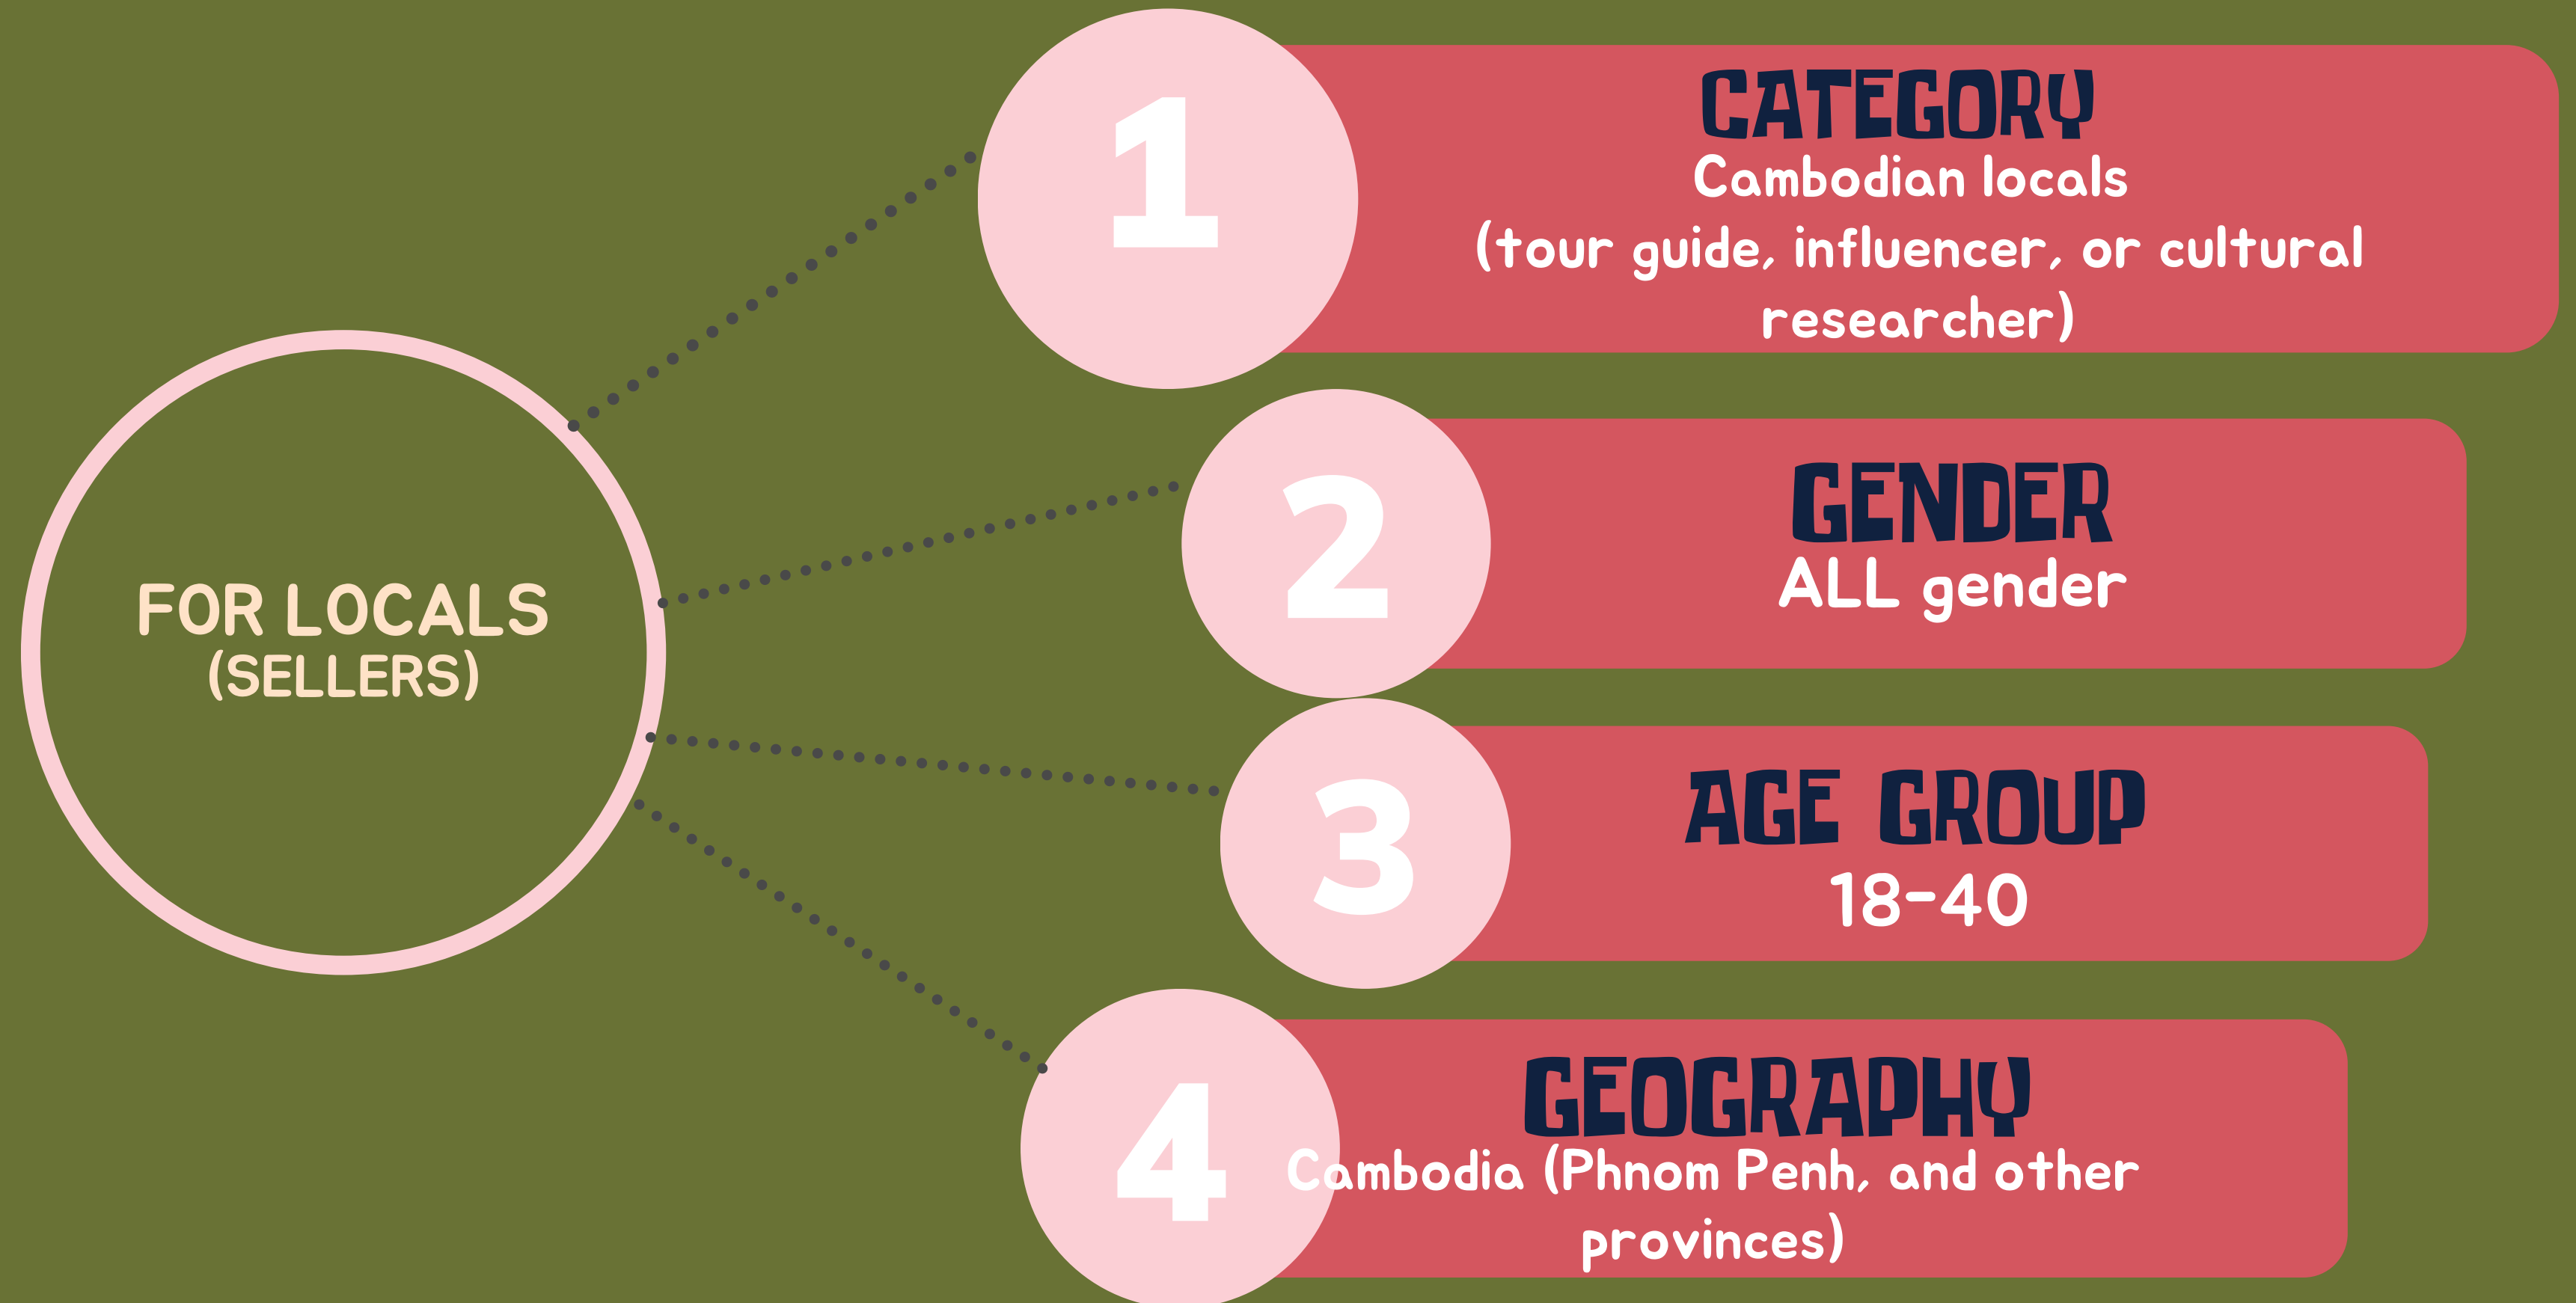 FOR LOCALS
(SELLERS)
1
CATEGORY
Cambodian locals
(tour guide, influencer, or cultural
researcher)
2
GENDER
ALL gender
3
AGE GROUP
18-40
4
GEOGRAPHY
Cambodia (Phnom Penh, and other
provinces)